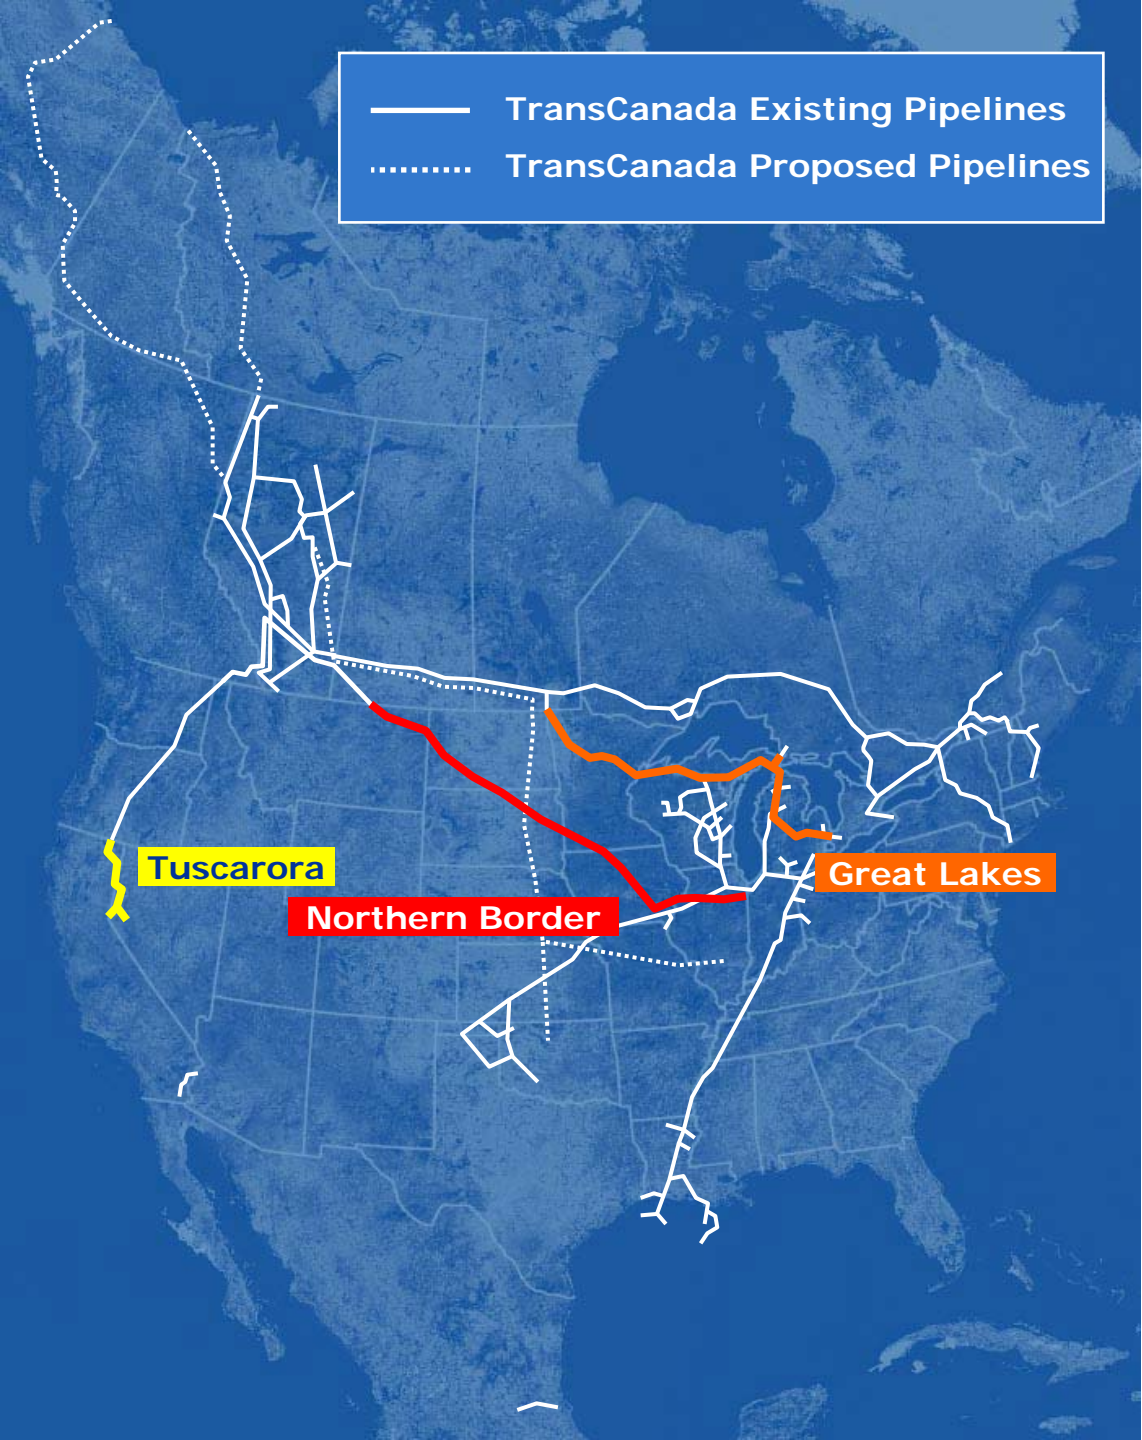 TransCanada Existing Pipelines
TransCanada Proposed Pipelines
Tuscarora
Great Lakes
Northern Border